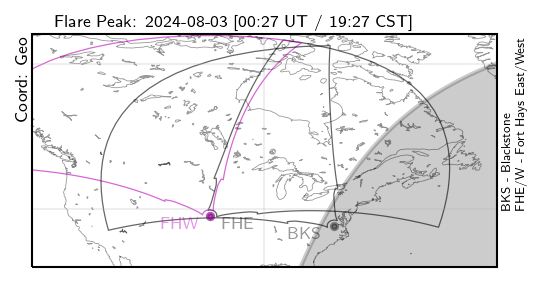 Flare Peak: 2024-08-03 [00:27 UT / 19:27 CST]
Coord: Geo
FHW
FHE
BKS
BKS - Blackstone
FHE/W - Fort Hays East/West